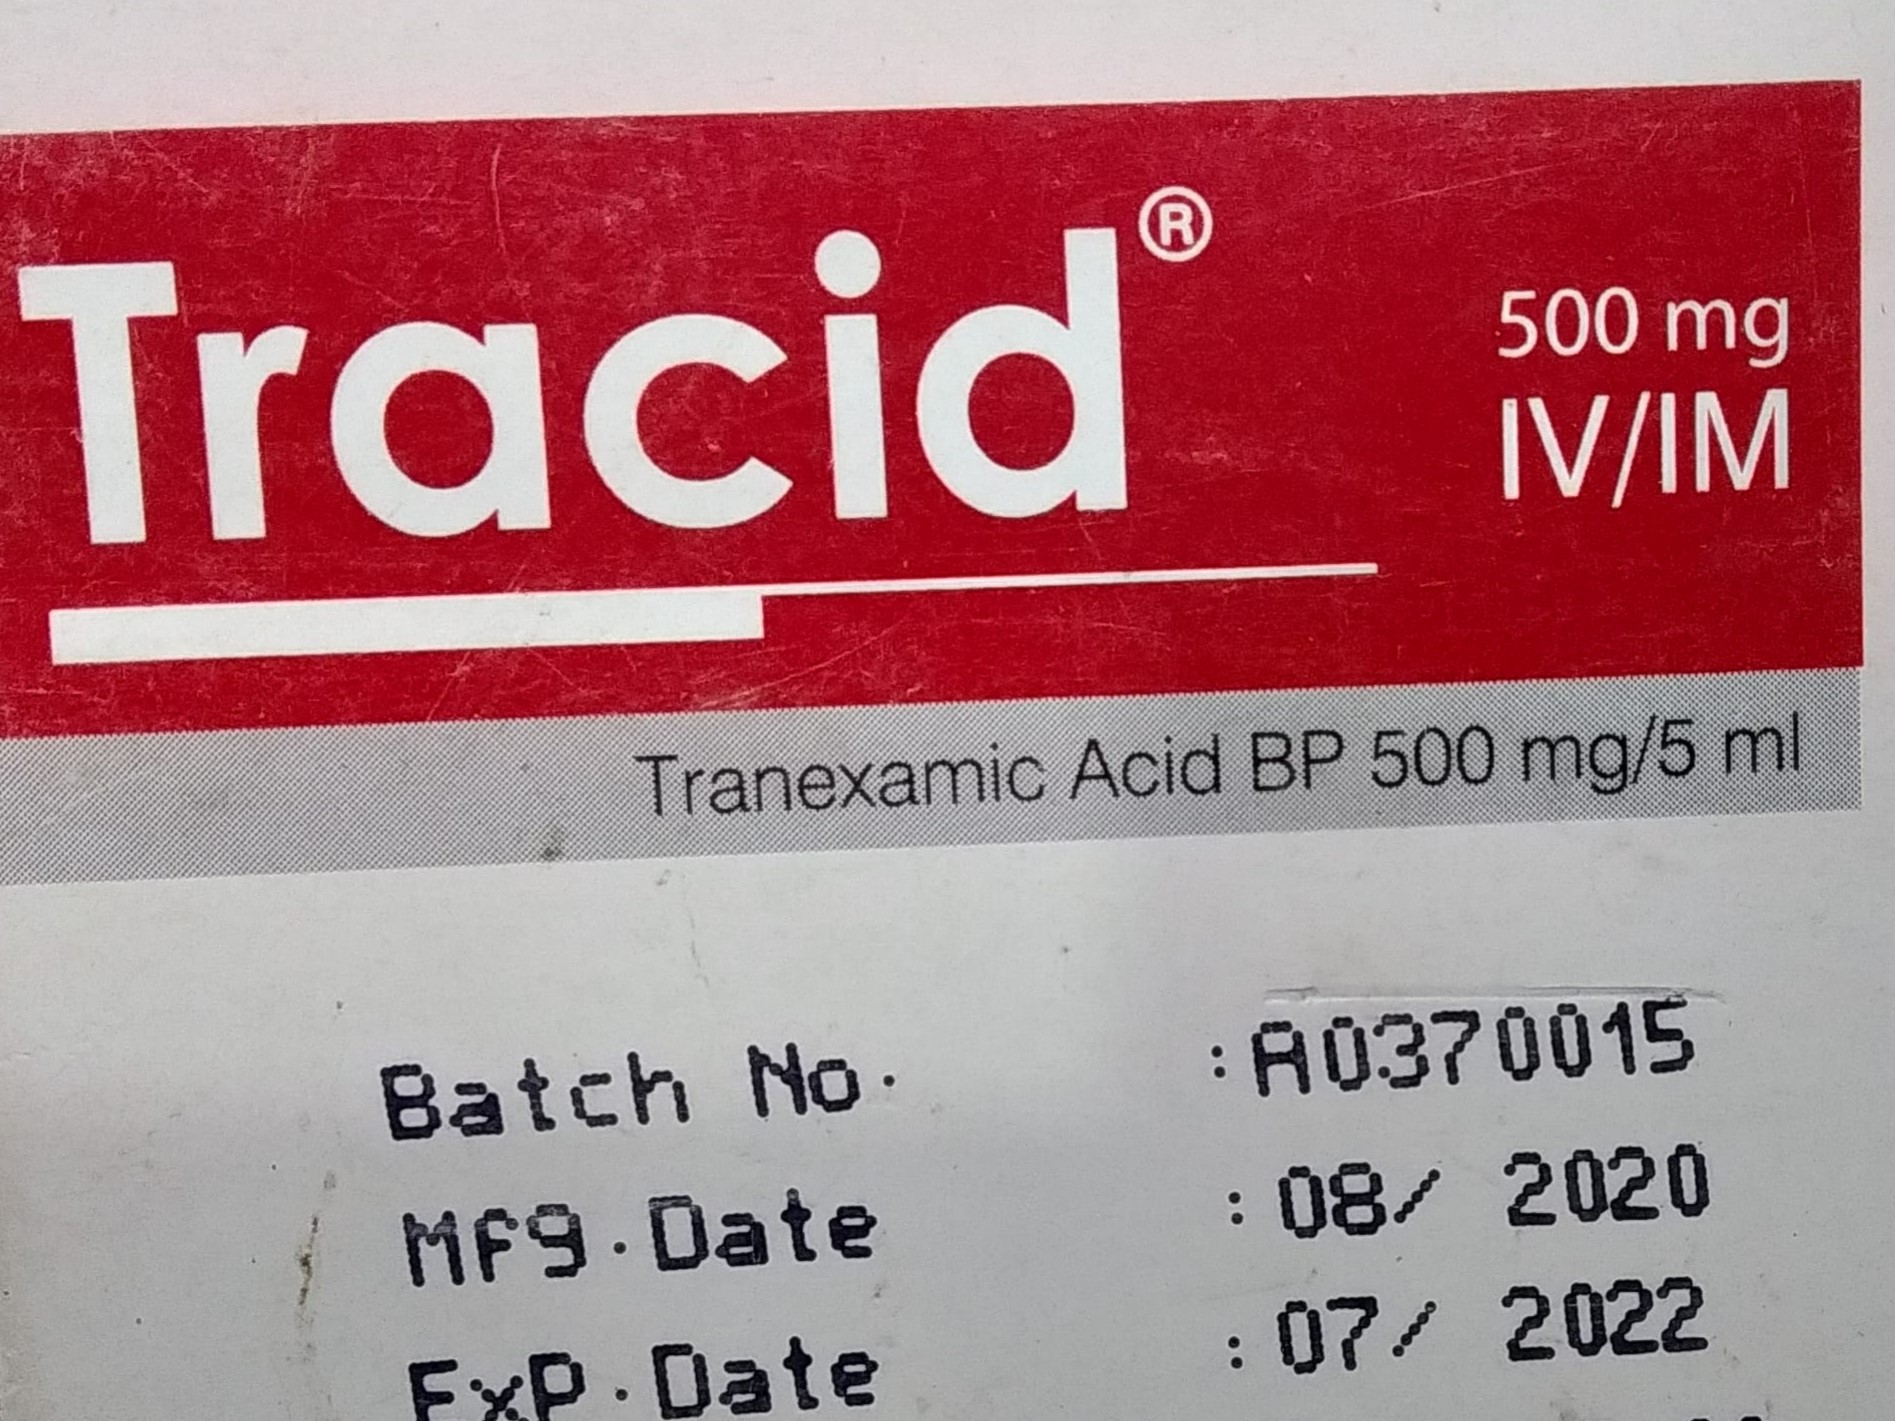 Tracid®
500 mg
IV/IM
Tranexamic Acid BP 500 mg/5 ml
Batch No. : A0370015
Mfg. Date : 08/ 2020
Exp. Date : 07/ 2022